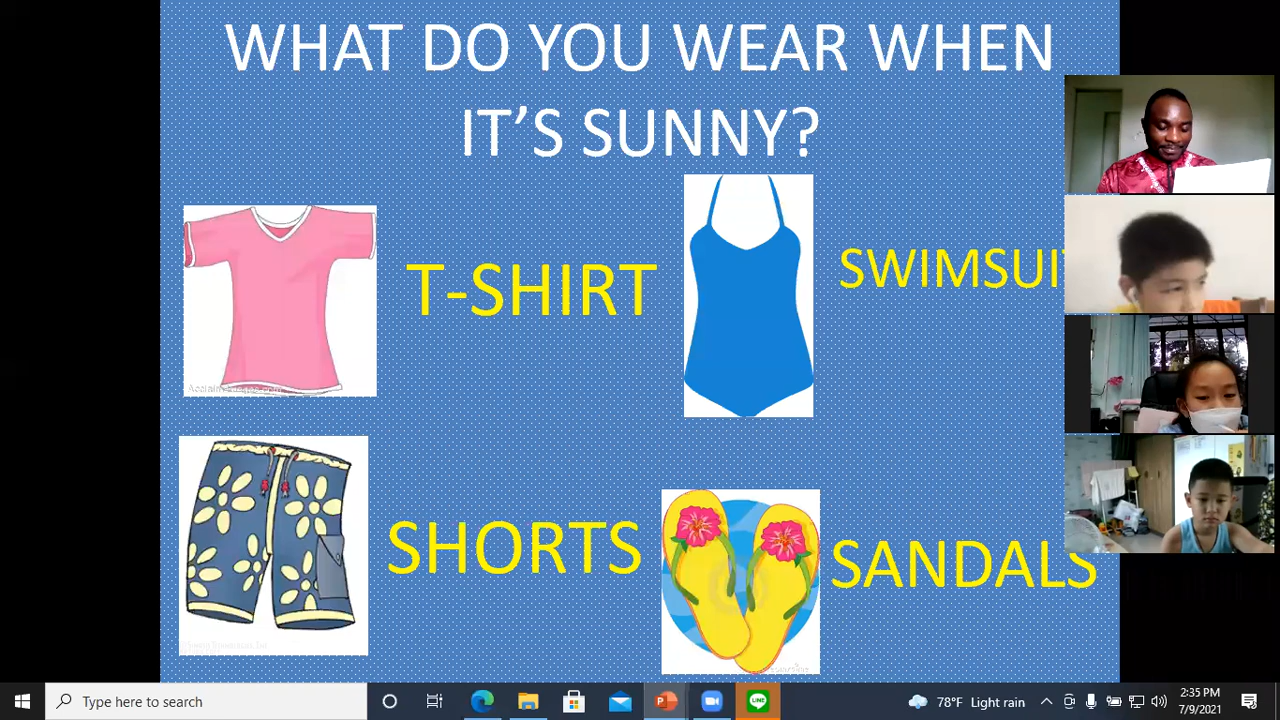 WHAT DO YOU WEAR WHEN
IT’S SUNNY?
T-SHIRT
SWIMSUI
SHORTS
SANDALS
Type here to search
78°F Light rain
2:35 PM
7/9/2021
LINE